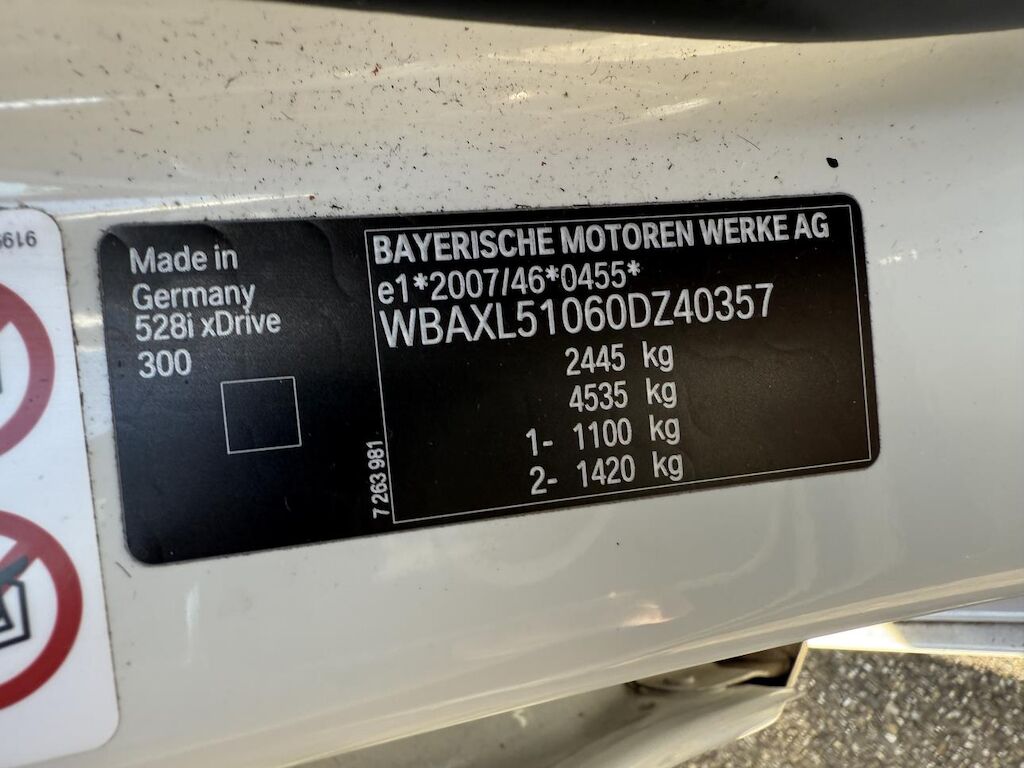 9199
Made in
Germany
528i xDrive
300
BAYERISCHE MOTOREN WERKE AG
e1*2007/46*0455*
WBAXL51060DZ40357
2445 kg
4535 kg
1- 1100 kg
2- 1420 kg
7 263 981